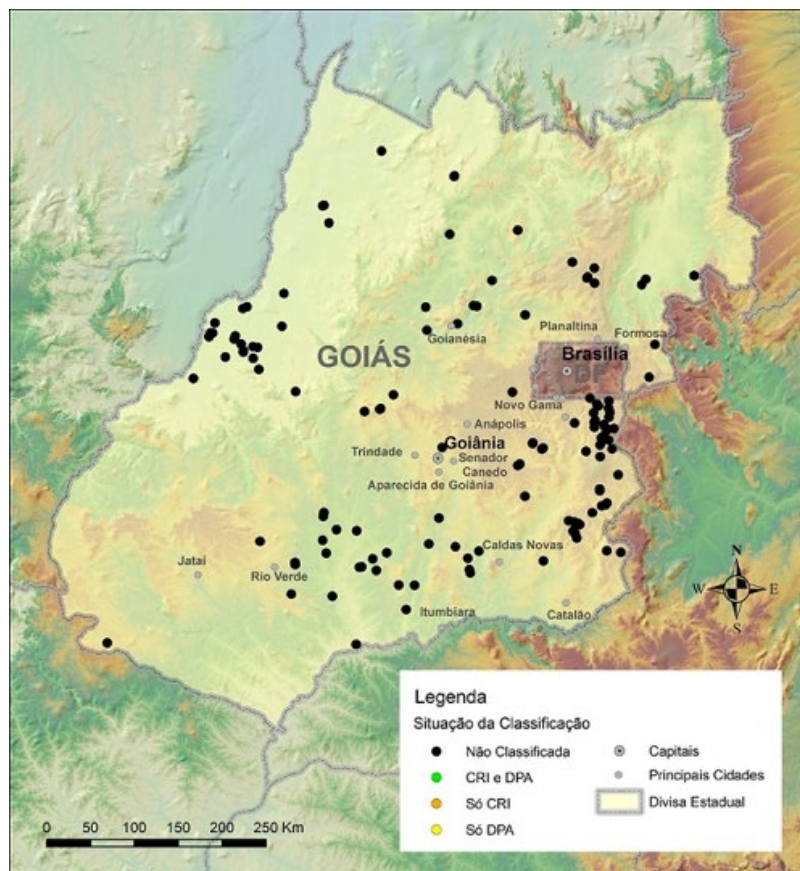 Planaltina
Formosa
Goianésia
GOIÁS
Brasília
DF
Novo Gama
Anápolis
Goiânia
Trindade
Senador
Canedo
Aparecida de Goiânia
Caldas Novas
Jataí
Rio Verde
Itumbiara
Catalão
N
W
E
S
Legenda
Situação da Classificação
Não Classificada
Capitais
CRI e DPA
Principais Cidades
Só CRI
Divisa Estadual
Só DPA
0 50 100 150 200 250 Km